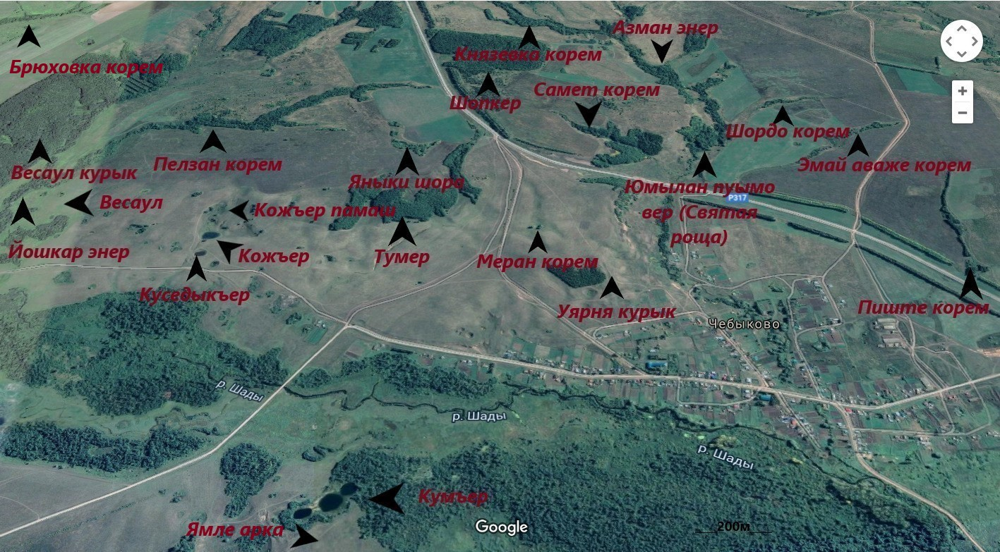 Азман энер
Князевка корем
Брюховка корем
Самет корем
Шопкер
Шордо корем
Пелзан корем
Эмай аваже корем
Весаул курык
Яныки шора
Юмылан пуымо
вер (Святая
роща)
Р317
Весаул
Кожъер памаш
Йошкар энер
Кожъер
Тумер
Меран корем
Куседыкъер
Уярня курык
Пиште корем
Чебыково
р. Шады
р. Шады
р. Шады
Кумъер
Ямле арка
Google
200м
+
−